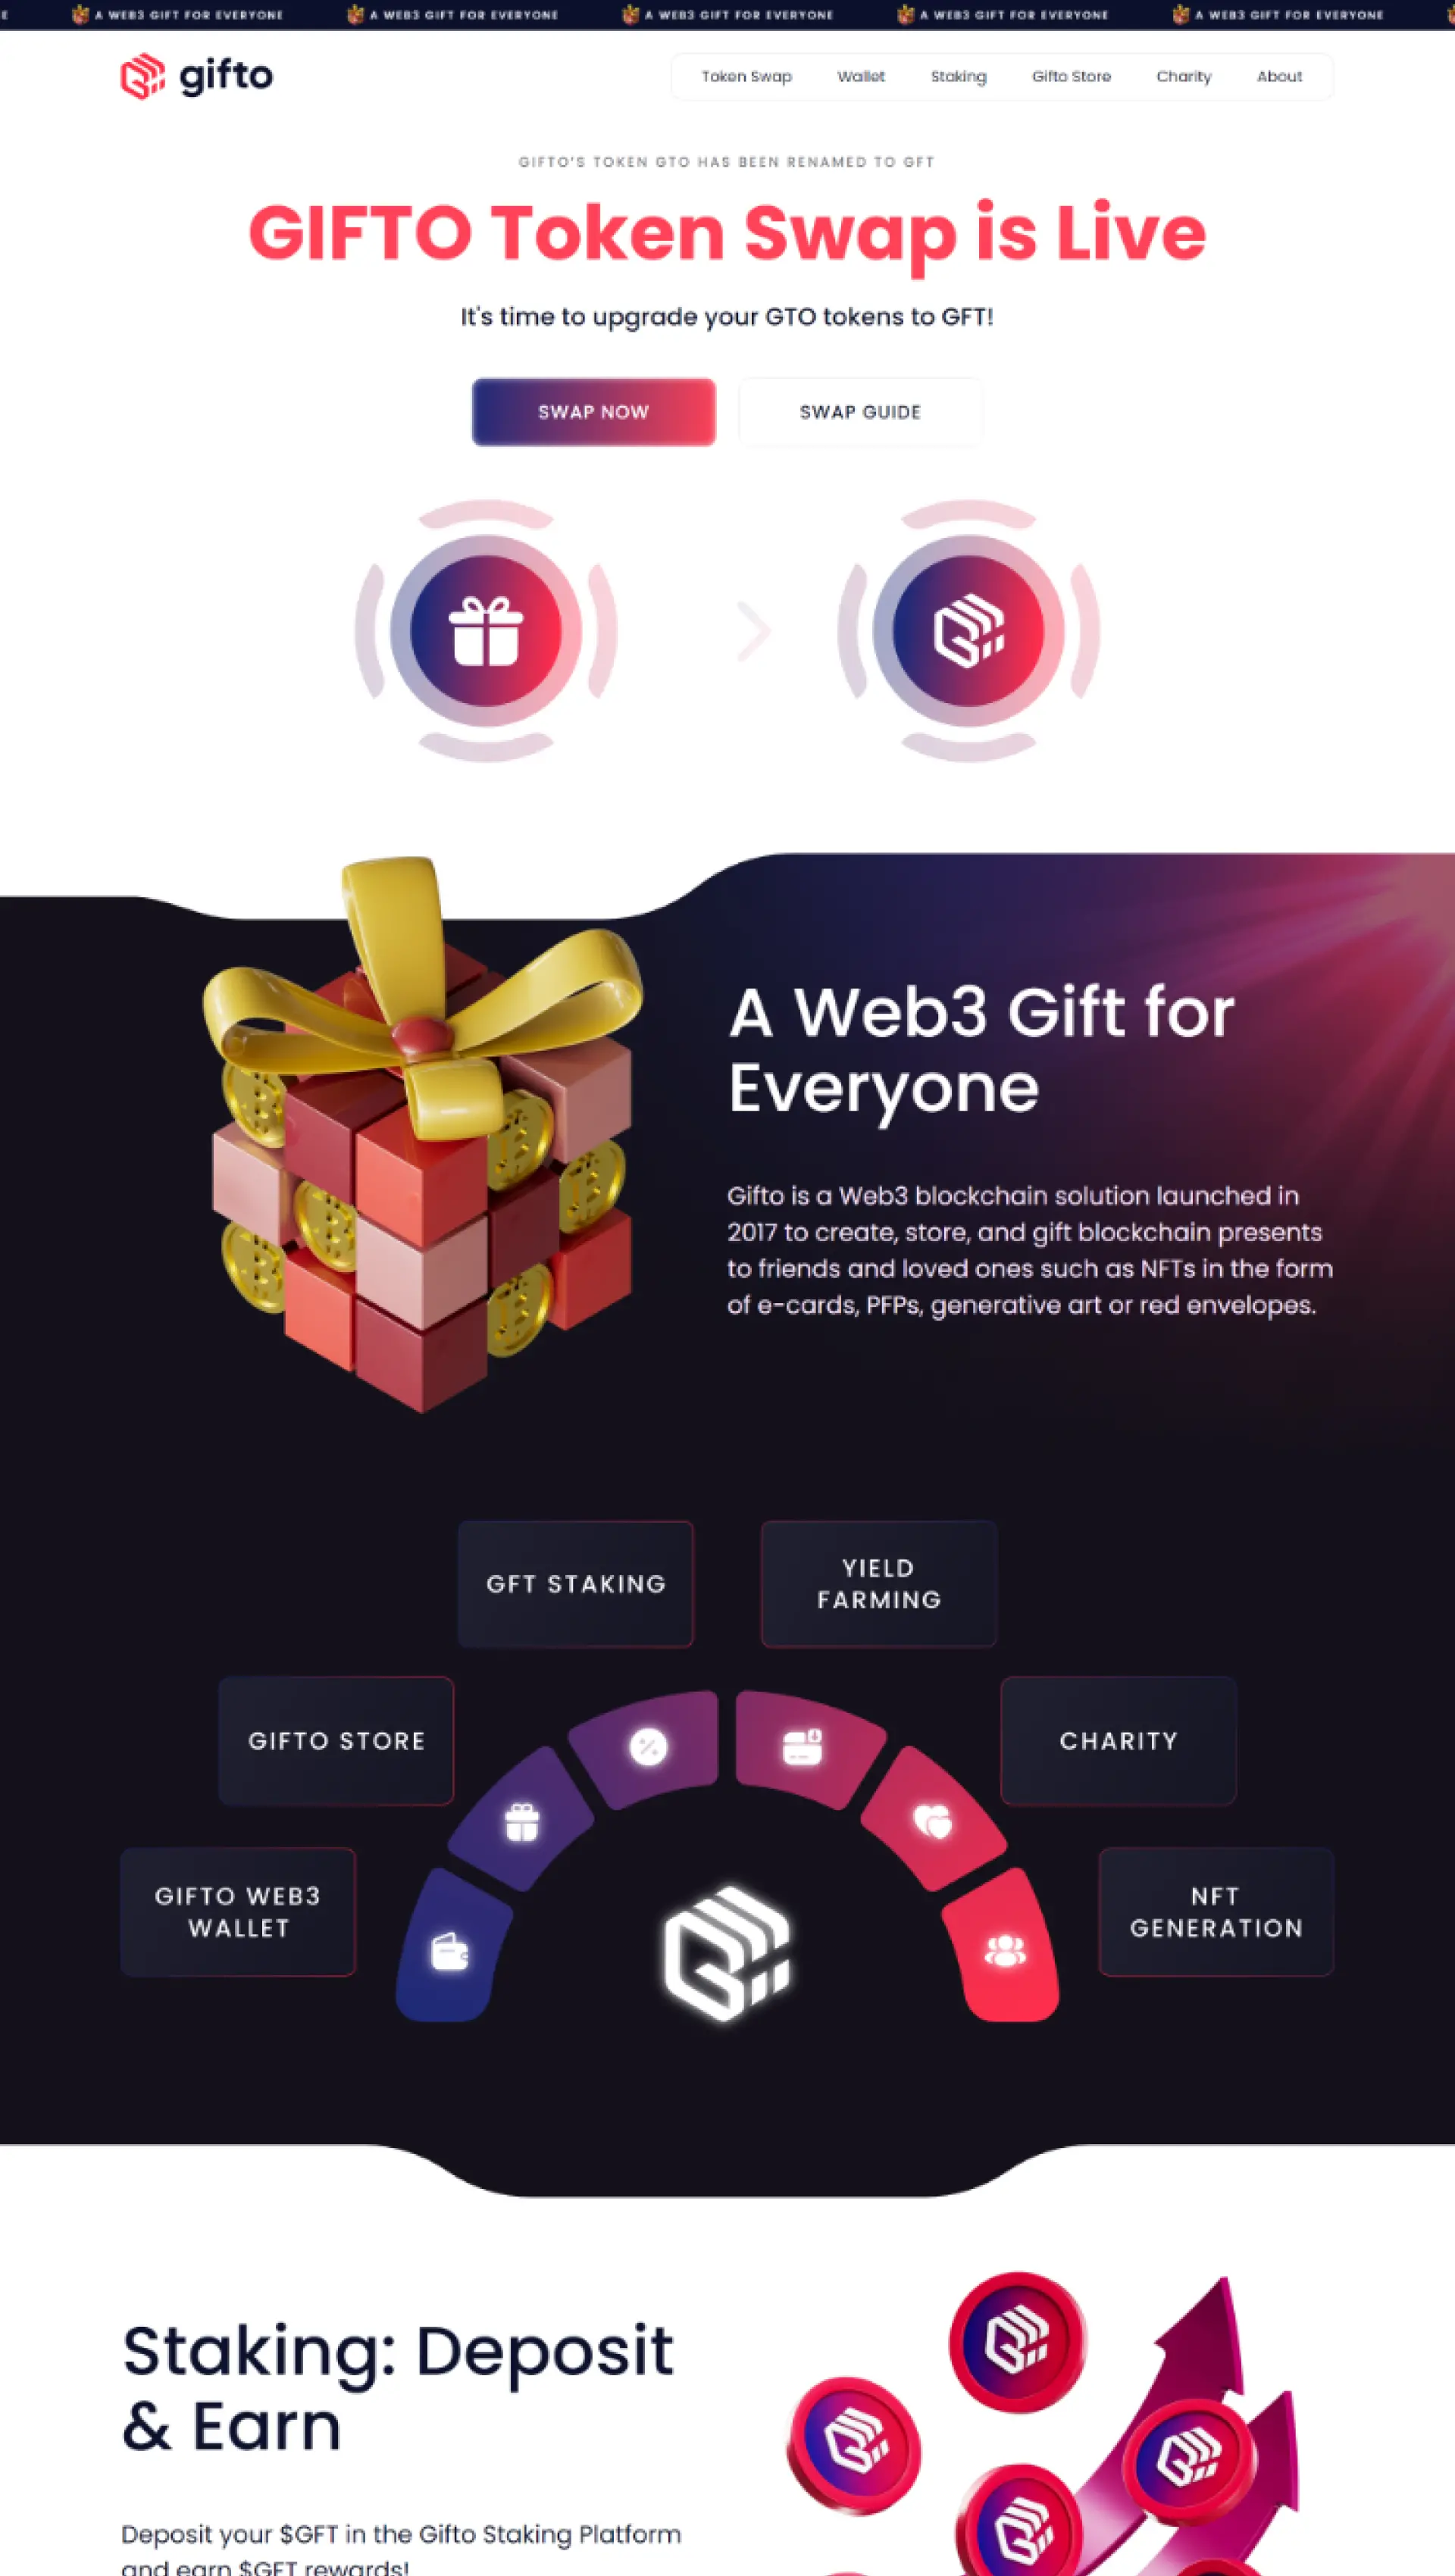 E A WEB3 GIFT FOR EVERYONE A WEB3 GIFT FOR EVERYONE A WEB3 GIFT FOR EVERYONE A WEB3 GIFT FOR EVERYONE A WEB3 GIFT FOR EVERYONE
gifto
Token Swap Wallet Staking Gifto Store Charity About
GIFTO'S TOKEN GTO HAS BEEN RENAMED TO GFT
GIFTO Token Swap is Live
It's time to upgrade your GTO tokens to GFT!
SWAP NOW SWAP GUIDE
A Web3 Gift for
Everyone
Gifto is a Web3 blockchain solution launched in
2017 to create, store, and gift blockchain presents
to friends and loved ones such as NFTs in the form
of e-cards, PFPs, generative art or red envelopes.
GFT STAKING
YIELD
FARMING
GIFTO STORE
CHARITY
GIFTO WEB3
WALLET
NFT
GENERATION
Staking: Deposit
& Earn
Deposit your $GFT in the Gifto Staking Platform
and earn $GFT rewards!